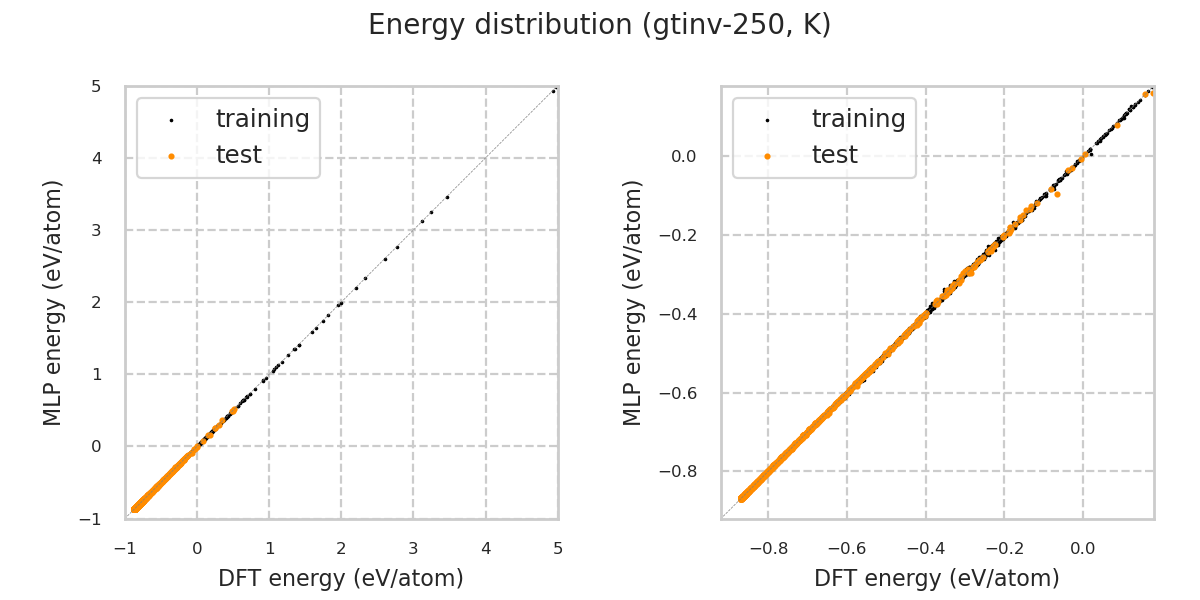 Energy distribution (gtinv-250, K)
training
test
5
4
3
2
1
0
−1
−1
0
1
2
3
4
5
MLP energy (eV/atom)
DFT energy (eV/atom)
training
test
0.0
−0.2
−0.4
−0.6
−0.8
−0.8
−0.6
−0.4
−0.2
0.0
MLP energy (eV/atom)
DFT energy (eV/atom)